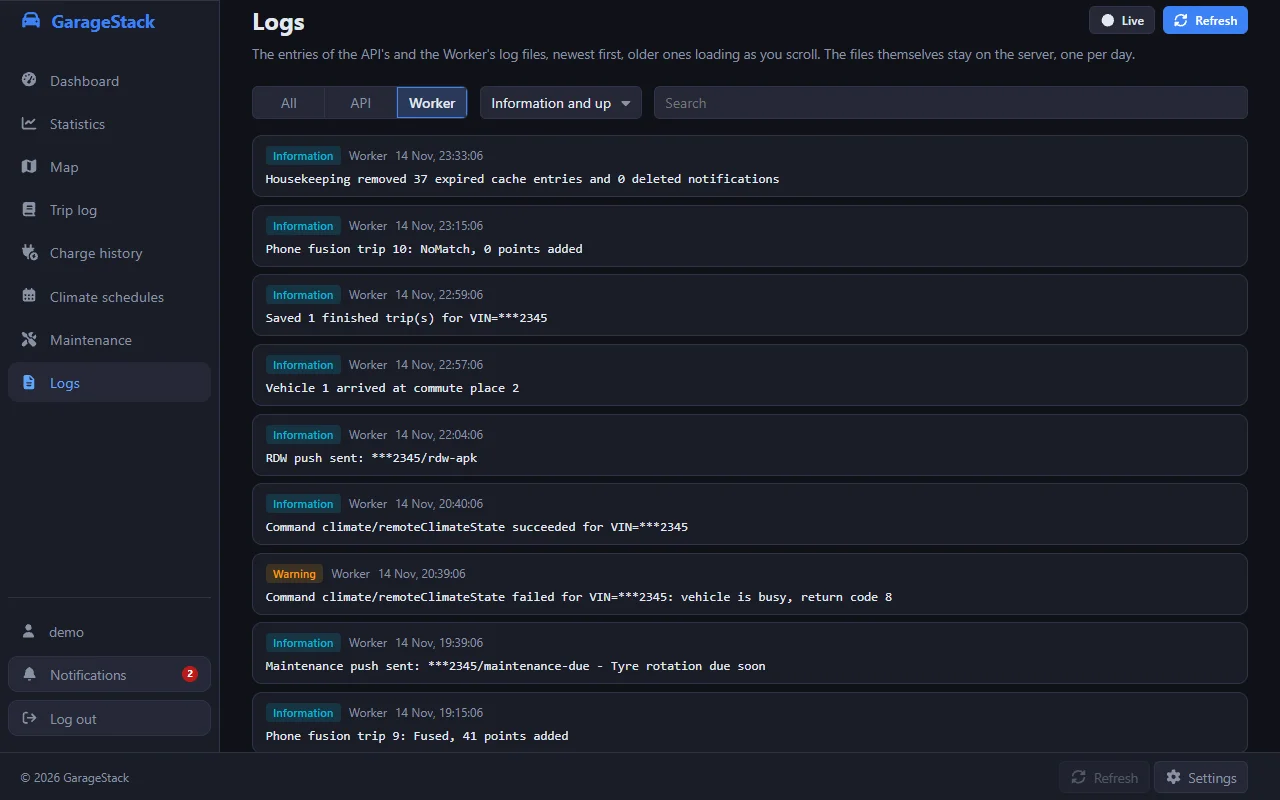 GarageStack
Dashboard
Statistics
Map
Trip log
Charge history
Climate schedules
Maintenance
Logs
demo
Notifications 2
Log out
Logs
Live
Refresh
The entries of the API's and the Worker's log files, newest first, older ones loading as you scroll. The files themselves stay on the server, one per day.
All API Worker Information and up Search
Information Worker 14 Nov, 23:33:06
Housekeeping removed 37 expired cache entries and 0 deleted notifications
Information Worker 14 Nov, 23:15:06
Phone fusion trip 10: NoMatch, 0 points added
Information Worker 14 Nov, 22:59:06
Saved 1 finished trip(s) for VIN=***2345
Information Worker 14 Nov, 22:57:06
Vehicle 1 arrived at commute place 2
Information Worker 14 Nov, 22:04:06
RDW push sent: ***2345/rdw-apk
Information Worker 14 Nov, 20:40:06
Command climate/remoteClimateState succeeded for VIN=***2345
Warning Worker 14 Nov, 20:39:06
Command climate/remoteClimateState failed for VIN=***2345: vehicle is busy, return code 8
Information Worker 14 Nov, 19:39:06
Maintenance push sent: ***2345/maintenance-due - Tyre rotation due soon
Information Worker 14 Nov, 19:15:06
Phone fusion trip 9: Fused, 41 points added
© 2026 GarageStack
Refresh
Settings